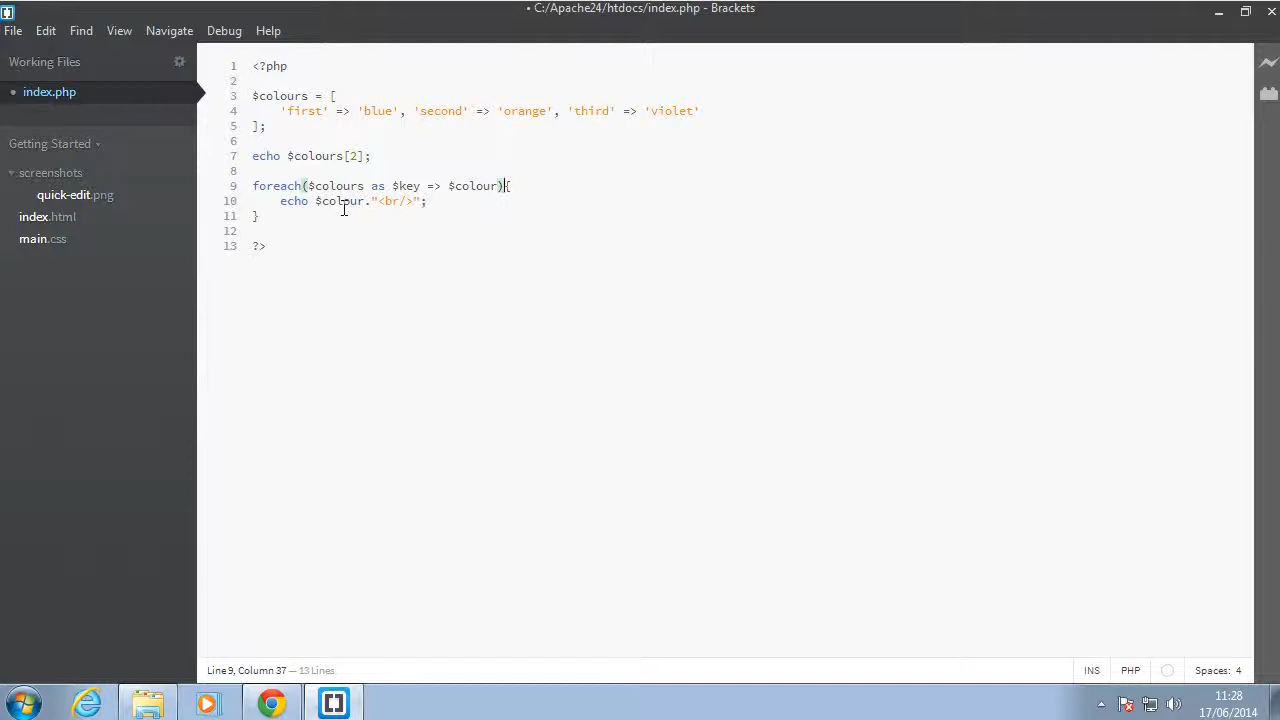 • C:/Apache24/htdocs/index.php - Brackets
File Edit Find View Navigate Debug Help
Working Files
index.php
Getting Started
screenshots
quick-edit.png
index.html
main.css
1 <?php
2
3 $colours = [
4 'first' => 'blue', 'second' => 'orange', 'third' => 'violet'
5 ];
6
7 echo $colours[2];
8
9 foreach($colours as $key => $colour){
10 echo $colour."<br/>";
11 }
12
13 ?>
Line 9, Column 37 — 13 Lines
INS PHP Spaces: 4
11:28
17/06/2014